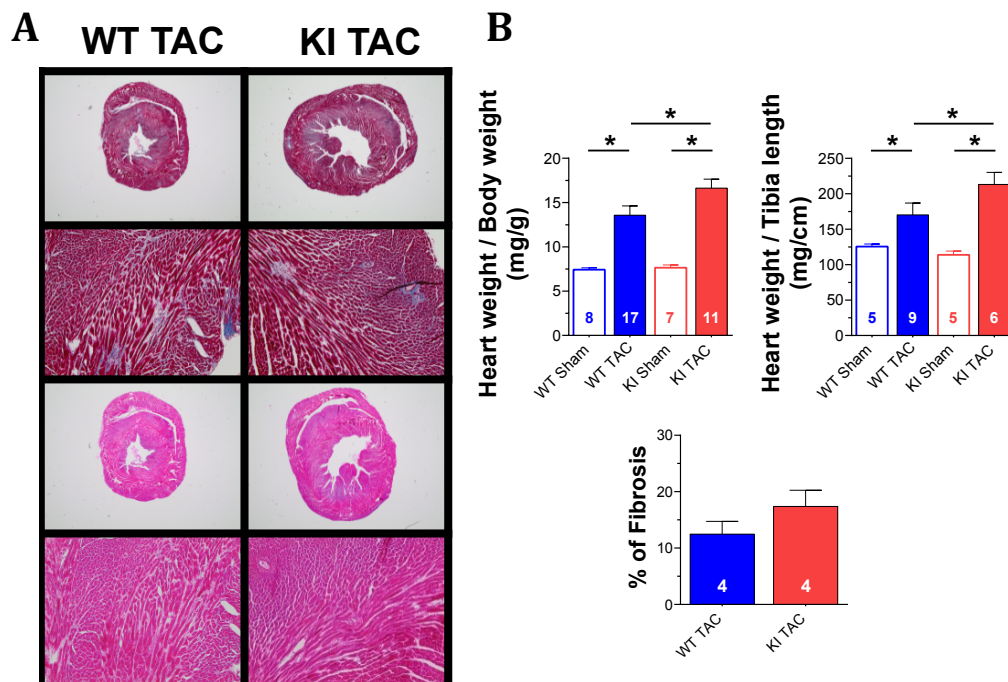 A
WT TAC
KI TAC
B
Heart weight / Body weight
(mg/g)
20
15
10
5
0
*
*
*
8
17
7
11
WT Sham
WT TAC
KI Sham
KI TAC
Heart weight / Tibia length
(mg/cm)
250
200
150
100
50
0
*
*
*
5
9
5
6
WT Sham
WT TAC
KI Sham
KI TAC
% of Fibrosis
30
20
10
0
4
4
WT TAC
KI TAC